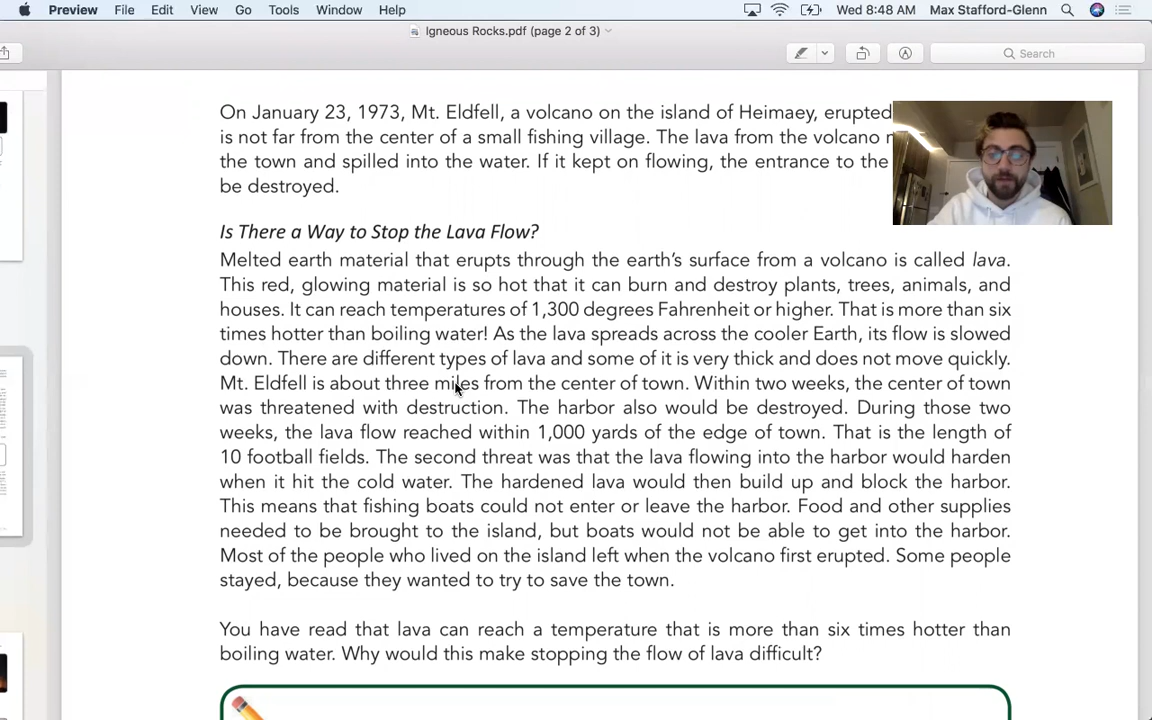 Preview File Edit View Go Tools Window Help Wed 8:48 AM Max Stafford-Glenn
Igneous Rocks.pdf (page 2 of 3)
Search
On January 23, 1973, Mt. Eldfell, a volcano on the island of Heimaey, erupted
is not far from the center of a small fishing village. The lava from the volcano
the town and spilled into the water. If it kept on flowing, the entrance to the
be destroyed.
Is There a Way to Stop the Lava Flow?
Melted earth material that erupts through the earth's surface from a volcano is called lava.
This red, glowing material is so hot that it can burn and destroy plants, trees, animals, and
houses. It can reach temperatures of 1,300 degrees Fahrenheit or higher. That is more than six
times hotter than boiling water! As the lava spreads across the cooler Earth, its flow is slowed
down. There are different types of lava and some of it is very thick and does not move quickly.
Mt. Eldfell is about three miles from the center of town. Within two weeks, the center of town
was threatened with destruction. The harbor also would be destroyed. During those two
weeks, the lava flow reached within 1,000 yards of the edge of town. That is the length of
10 football fields. The second threat was that the lava flowing into the harbor would harden
when it hit the cold water. The hardened lava would then build up and block the harbor.
This means that fishing boats could not enter or leave the harbor. Food and other supplies
needed to be brought to the island, but boats would not be able to get into the harbor.
Most of the people who lived on the island left when the volcano first erupted. Some people
stayed, because they wanted to try to save the town.
You have read that lava can reach a temperature that is more than six times hotter than
boiling water. Why would this make stopping the flow of lava difficult?